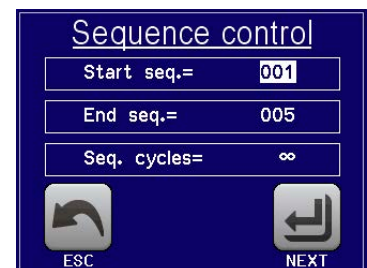 Sequence control
Start seq.= 001
End seq.= 005
Seq. cycles= ∞
ESC NEXT